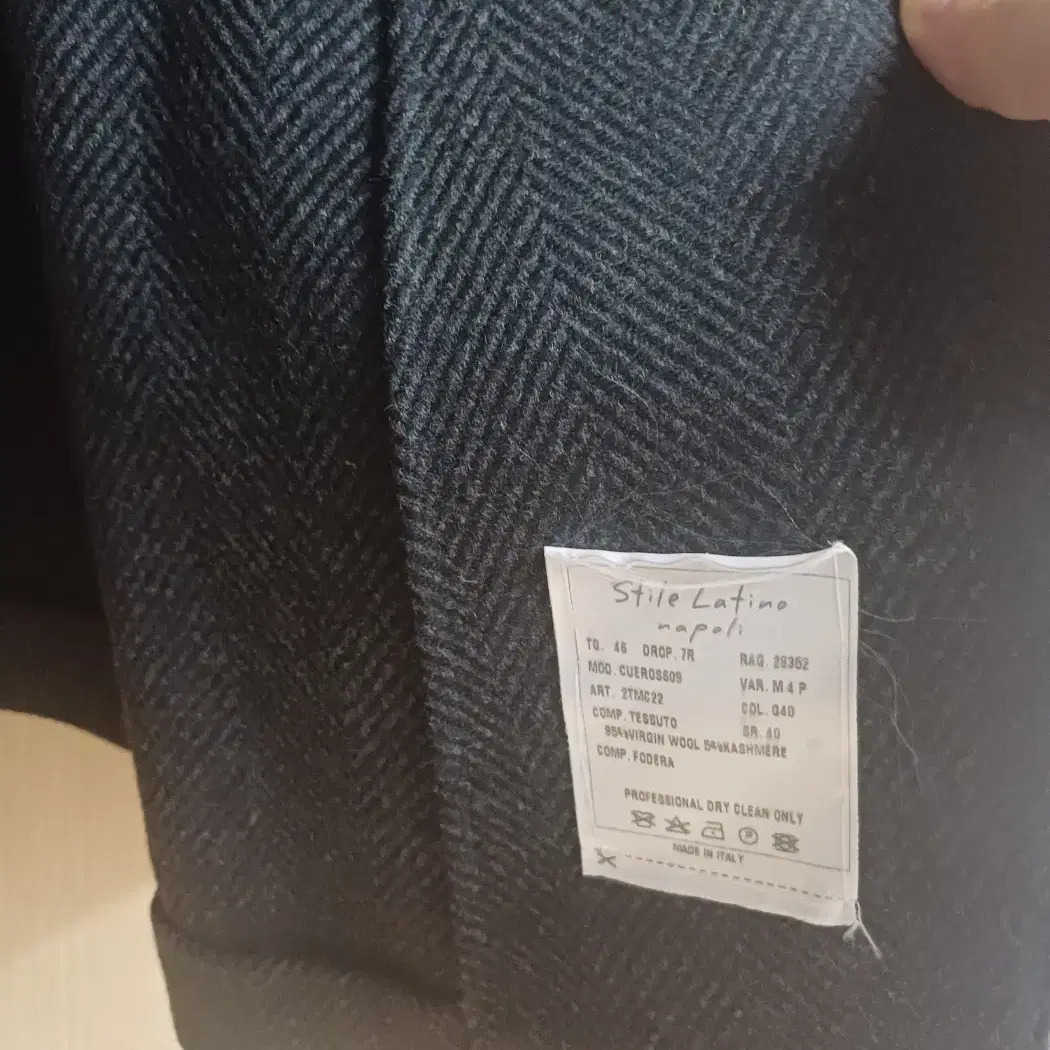 Stile Latino
napoli
TG. 46 DROP. 7R RAG. 29352
MOD. CUEROS609 VAR. M 4 P
ART. 2TMC22 COL. G40
COMP. TESSUTO SR. 40
95%VIRGIN WOOL 5%KASHMERE
COMP. FODERA
PROFESSIONAL DRY CLEAN ONLY
P
MADE IN ITALY